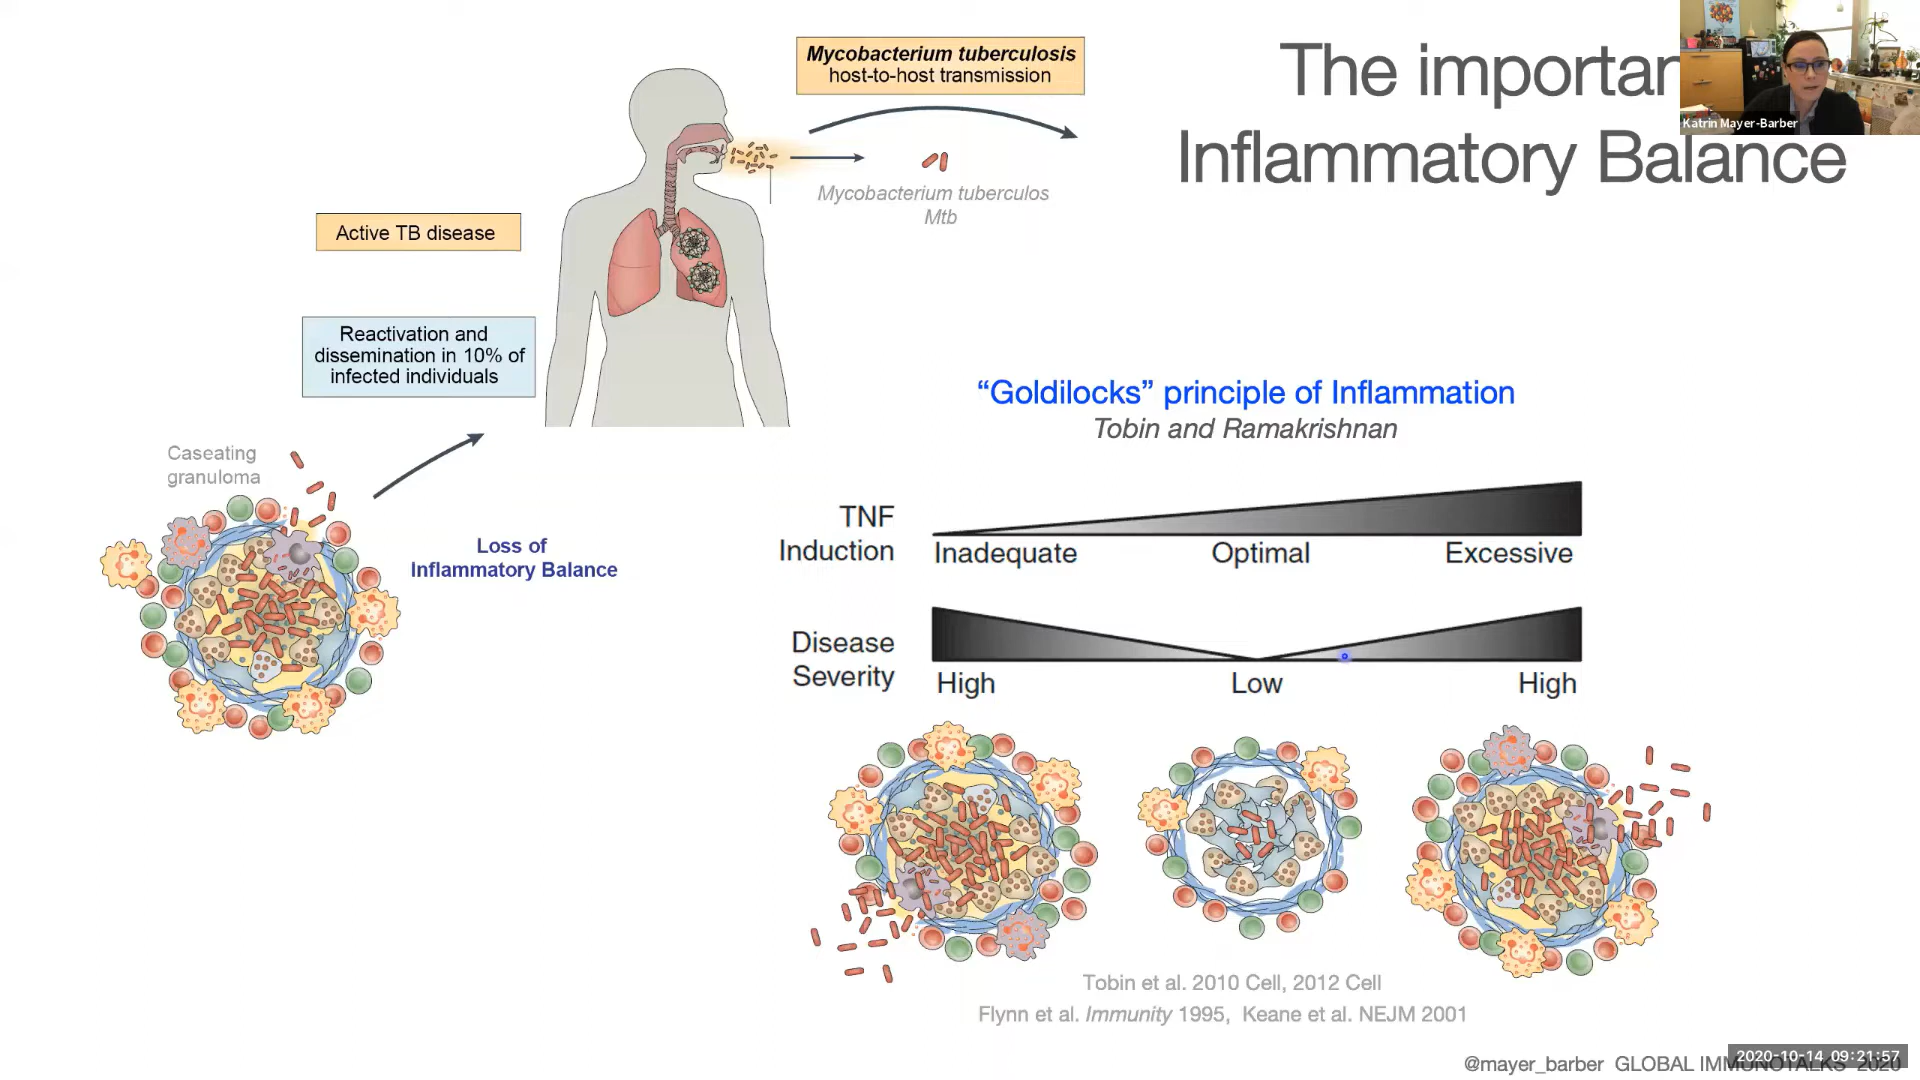 Mycobacterium tuberculosis
host-to-host transmission
The importan
Inflammatory Balance
Katrin Mayer-Barber
Mycobacterium tuberculos
Mtb
Active TB disease
Reactivation and
dissemination in 10% of
infected individuals
Caseating
granuloma
Loss of
Inflammatory Balance
“Goldilocks” principle of Inflammation
Tobin and Ramakrishnan
TNF
Induction
Inadequate
Optimal
Excessive
Disease
Severity
High
Low
High
Tobin et al. 2010 Cell, 2012 Cell
Flynn et al. Immunity 1995, Keane et al. NEJM 2001
@mayer_barber GLOBAL IMMUNOTALKS 2020
2020-10-14 09:21:57